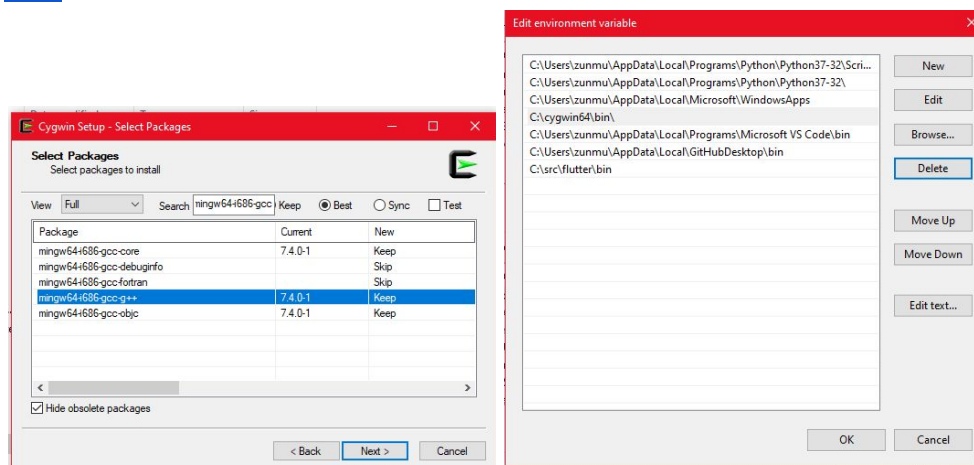 Cygwin Setup - Select Packages
Select Packages
Select packages to install
View Full Search Keep Best Sync Test
Package Current New
mingw64-i686-gcc-core 7.4.0-1 Keep
mingw64-i686-gcc-debuginfo Skip
mingw64-i686-gcc-fortran Skip
mingw64-i686-gcc-g++ 7.4.0-1 Keep
mingw64-i686-gcc-objc 7.4.0-1 Keep
Hide obsolete packages
< Back Next > Cancel
Edit environment variable
C:\Users\zunmu\AppData\Local\Programs\Python\Python37-32\Scri...
C:\Users\zunmu\AppData\Local\Programs\Python\Python37-32\
C:\Users\zunmu\AppData\Local\Microsoft\WindowsApps
C:\cygwin64\bin\
C:\Users\zunmu\AppData\Local\Programs\Microsoft VS Code\bin
C:\Users\zunmu\AppData\Local\GitHubDesktop\bin
C:\src\flutter\bin
New
Edit
Browse...
Delete
Move Up
Move Down
Edit text...
OK Cancel